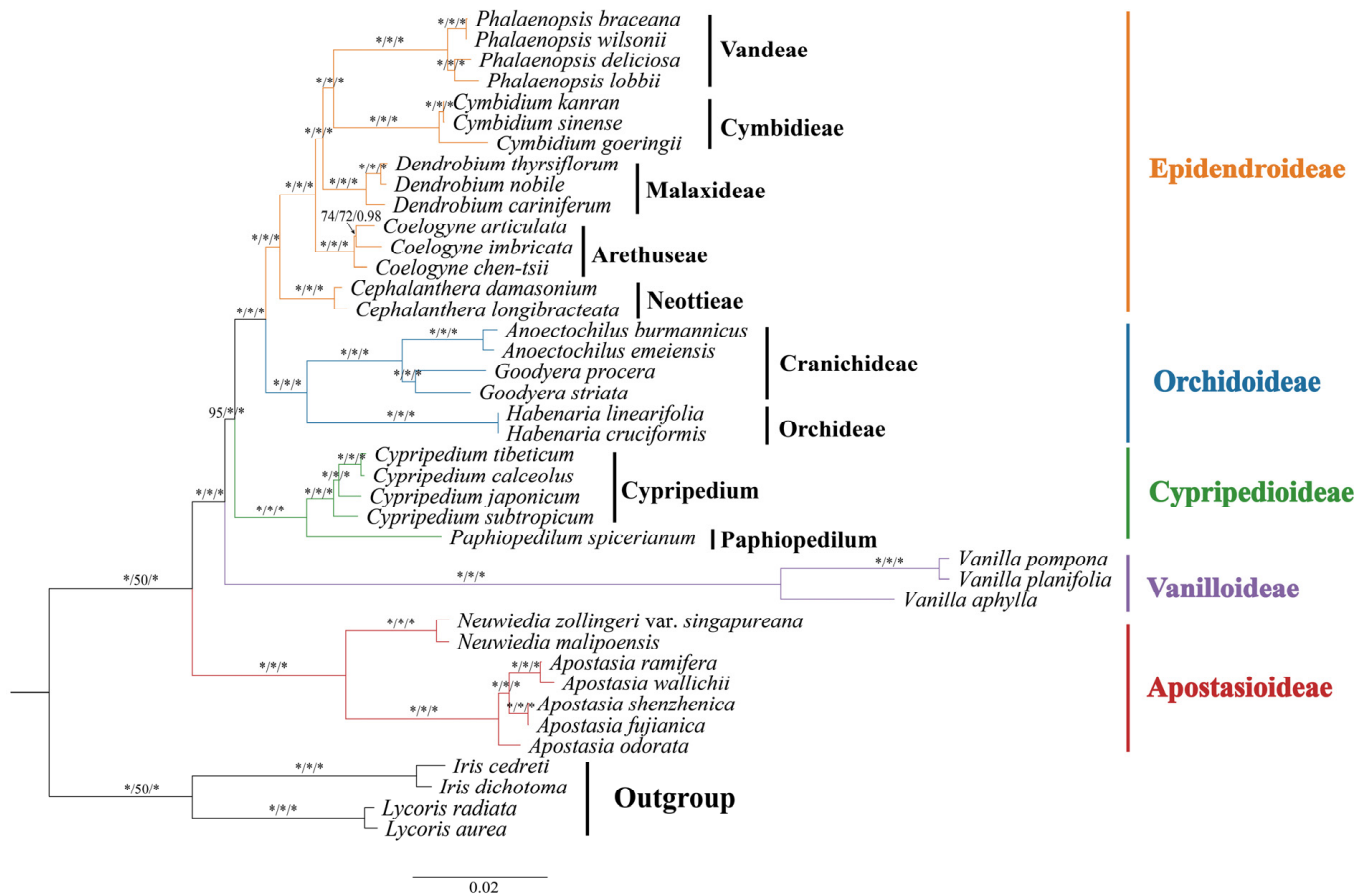 */*/*
Phalaenopsis braceana
*/*/*
Phalaenopsis wilsonii
Vandeae
Phalaenopsis deliciosa
*/*/*
*/*/*
Phalaenopsis lobbii
*/*/*
Cymbidium kanran
*/*/*
Cymbidium sinense
Cymbidieae
*/*/*
Cymbidium goeringii
Epidendroideae
*/*/*
Dendrobium thyrsiflorum
*/*/*
*/*/*
Dendrobium nobile
Malaxideae
Dendrobium cariniferum
74/72/0.98
Coelogyne articulata
*/*/*
*/*/*
Coelogyne imbricata
Arethuseae
Coelogyne chen-tsii
*/*/*
Cephalanthera damasonium
Neottieae
Cephalanthera longibracteata
*/*/*
*/*/*
Anoectochilus burmannicus
*/*/*
Anoectochilus emeiensis
Cranichideae
*/*/*
Goodyera procera
Orchidoideae
*/*/*
Goodyera striata
95/*/*
*/*/*
Habenaria linearifolia
Orchideae
Habenaria cruciformis
*/*/*
Cypripedium tibeticum
*/*/*
Cypripedium calceolus
*/*/*
*/*/*
Cypripedium japonicum
Cypripedium
Cypripedioideae
*/*/*
Cypripedium subtropicum
Paphiopedilum spicerianum
Paphiopedilum
*/*/*
Vanilla pompona
*/50/*
*/*/*
Vanilla planifolia
Vanilloideae
Vanilla aphylla
*/*/*
Neuwiedia zollingeri var. singapureana
Neuwiedia malipoensis
*/*/*
*/*/*
Apostasia ramifera
*/*/*
Apostasia wallichii
Apostasioideae
*/*/*
*/*/*
Apostasia shenzhenica
Apostasia fujianica
Apostasia odorata
*/*/*
Iris cedreti
*/50/*
Iris dichotoma
Outgroup
*/*/*
Lycoris radiata
Lycoris aurea
0.02